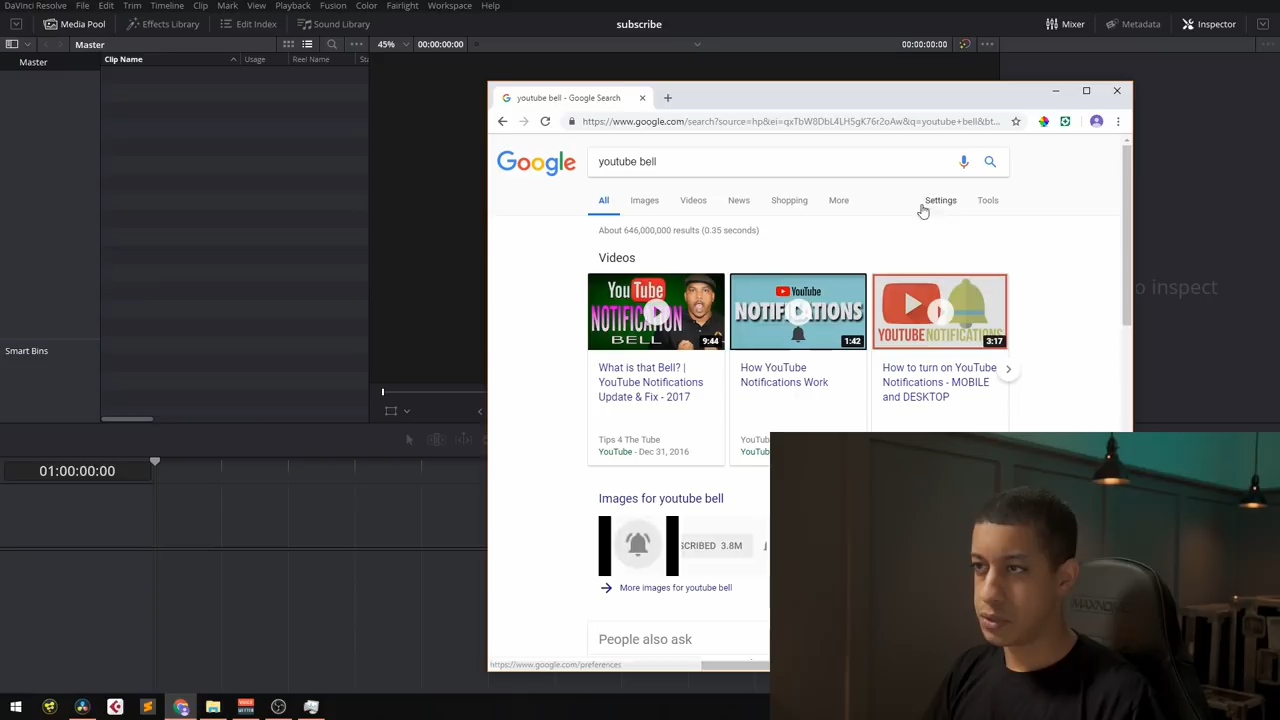 DaVinci Resolve File Edit Trim Timeline Clip Mark View Playback Fusion Color Fairlight Workspace Help
Media Pool Effects Library Edit Index Sound Library subscribe Mixer Metadata Inspector
Master 45% 00:00:00:00 00:00:00:00
Master Clip Name Usage Reel Name
youtube bell - Google Search
https://www.google.com/search?source=hp&ei=qxTbW8DbL4LH5gK76r2oAw&q=youtube+bell&bt...
Google youtube bell
All Images Videos News Shopping More Settings Tools
About 646,000,000 results (0.35 seconds)
Videos
to inspect
YouTube
NOTIFICATION
BELL
9:44
YouTube
NOTIFICATIONS
1:42
YOUTUBE
NOTIFICATIONS
3:17
What is that Bell? |
YouTube Notifications
Update & Fix - 2017
How YouTube
Notifications Work
How to turn on YouTube
Notifications - MOBILE
and DESKTOP
Smart Bins
Tips 4 The Tube
YouTube - Dec 31, 2016
01:00:00:00
Images for youtube bell
SCRIBED 3.8M
More images for youtube bell
People also ask
https://www.google.com/preferences